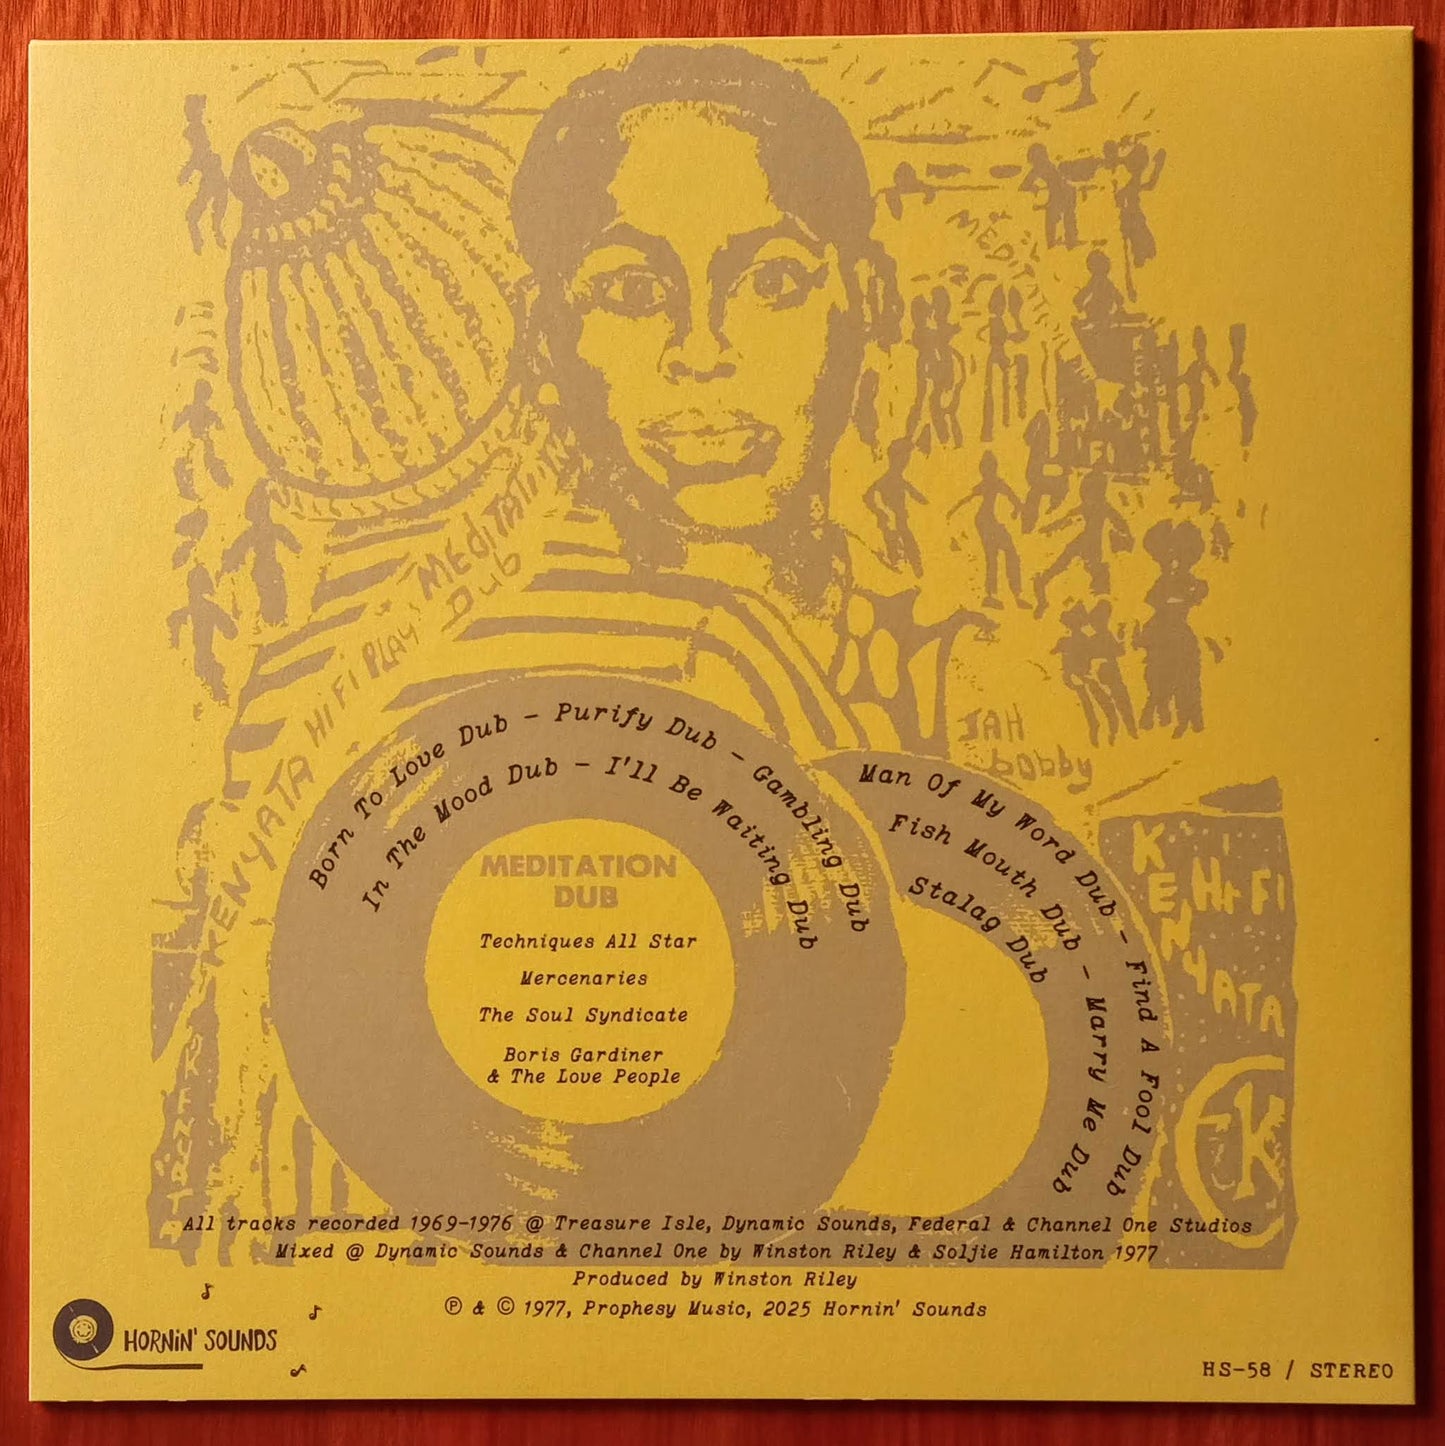 MEDITATION
MEDITATION
Dub
KENYATA HI FI PLAY
HI FI
JAH
bobby
Born To Love Dub – Purify Dub – Gambling Dub
In The Mood Dub – I'll Be Waiting Dub
Man Of My Word Dub – Find A Fool Dub
Fish Mouth Dub – Marry Me Dub
Stalag Dub
MEDITATION
DUB
Techniques All Star
Mercenaries
The Soul Syndicate
Boris Gardiner
& The Love People
KENYATA
Hi FI
K
All tracks recorded 1969-1976 @ Treasure Isle, Dynamic Sounds, Federal & Channel One Studios
Mixed @ Dynamic Sounds & Channel One by Winston Riley & Soljie Hamilton 1977
Produced by Winston Riley
℗ & © 1977, Prophesy Music, 2025 Hornin' Sounds
HORNiN' SOUNDS
HS-58 / STEREO